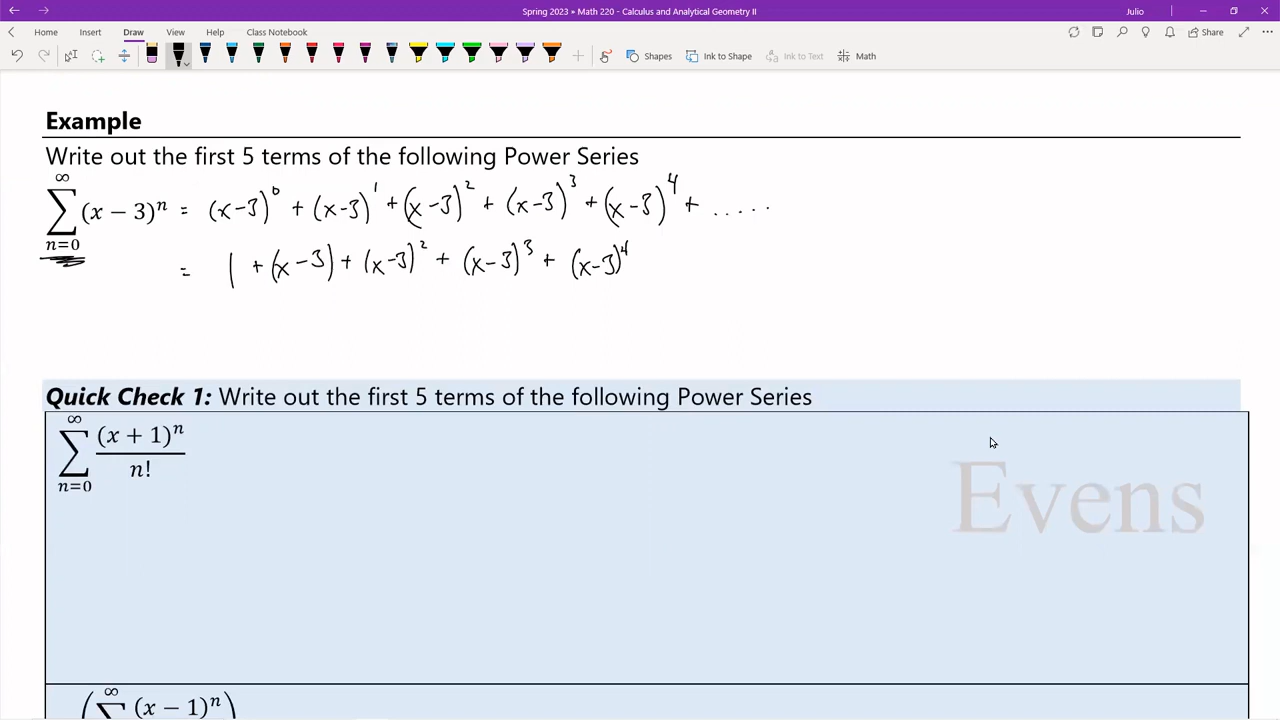 Spring 2023 » Math 220 - Calculus and Analytical Geometry II
Julio
Home Insert Draw View Help Class Notebook
Shapes Ink to Shape Ink to Text Math Share
Example
Write out the first 5 terms of the following Power Series
∑_{n=0}^{∞} (x − 3)ⁿ = (x-3)⁰ + (x-3)¹ + (x-3)² + (x-3)³ + (x-3)⁴ + .....
= 1 + (x-3) + (x-3)² + (x-3)³ + (x-3)⁴
Quick Check 1: Write out the first 5 terms of the following Power Series
∑_{n=0}^{∞} (x + 1)ⁿ / n!
Evens
(∑^{∞} (x − 1)ⁿ)